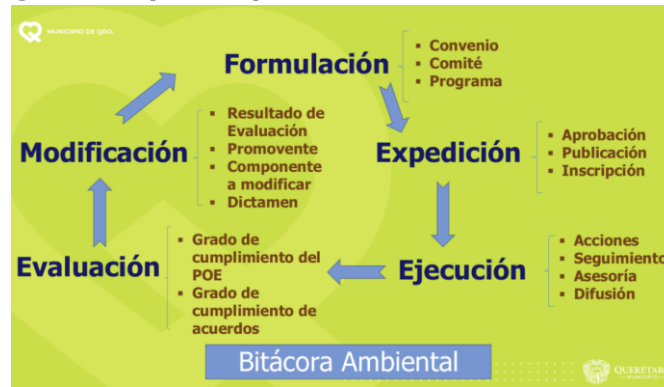 MUNICIPIO DE QRO.
Formulación
▪ Convenio
▪ Comité
▪ Programa
Modificación
▪ Resultado de
Evaluación
▪ Promovente
▪ Componente
a modificar
▪ Dictamen
Expedición
▪ Aprobación
▪ Publicación
▪ Inscripción
Evaluación
▪ Grado de
cumplimiento del
POE
▪ Grado de
cumplimiento de
acuerdos
Ejecución
▪ Acciones
▪ Seguimiento
▪ Asesoría
▪ Difusión
Bitácora Ambiental